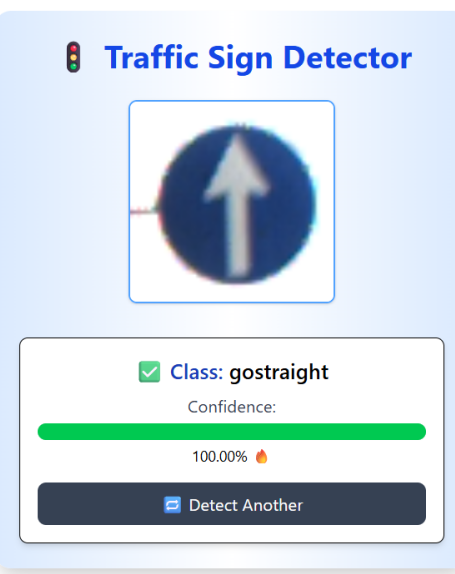 🚦 Traffic Sign Detector
✅ Class: gostraight
Confidence:
100.00% 🔥
🔁 Detect Another